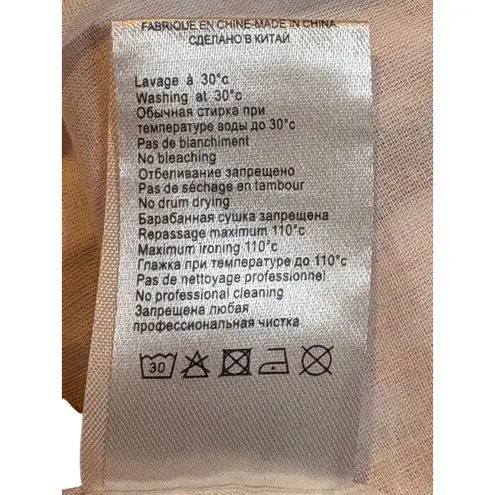 FABRIQUE EN CHINE-MADE IN CHINA
СДЕЛАНО В КИТАЙ
Lavage à 30°c
Washing at 30°c
Обычная стирка при
температуре воды до 30°c
Pas de blanchiment
No bleaching
Отбеливание запрещено
Pas de séchage en tambour
No drum drying
Барабанная сушка запрещена
Repassage maximum 110°c
Maximum ironing 110°c
Глажка при температуре до 110°c
Pas de nettoyage professionnel
No professional cleaning
Запрещена любая
профессиональная чистка
30